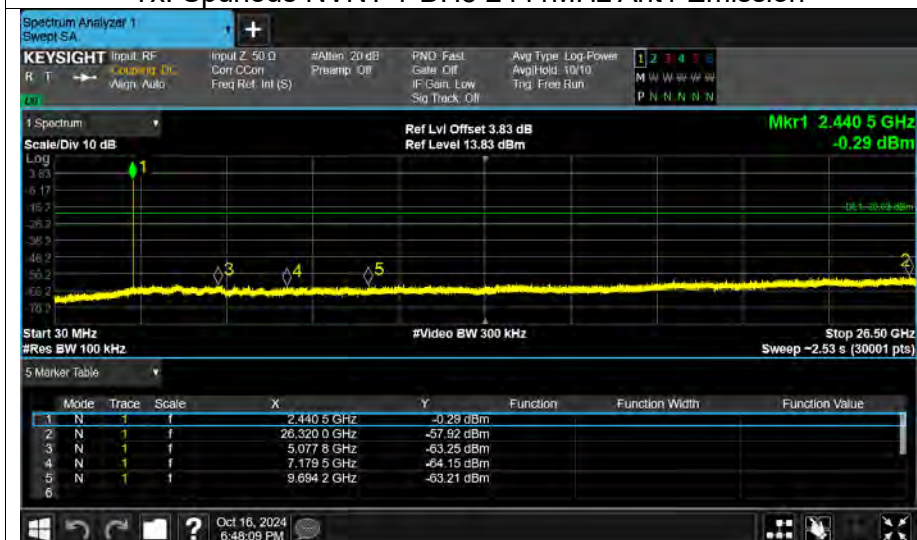 Tx. Spurious NVNT 1-DH5 2441MHz Ant1 Emission
Spectrum Analyzer 1
Swept SA
+
KEYSIGHT Input: RF
R T Coupling: DC
Align: Auto
Input Z: 50 Ω
Corr CCorr
Freq Ref: Int (S)
#Atten: 20 dB
Preamp: Off
PNO: Fast
Gate: Off
IF Gain: Low
Sig Track: Off
Avg Type: Log-Power
Avg|Hold: 10/10
Trig: Free Run
1 2 3 4 5 6
M W W W W W
P N N N N N
1 Spectrum
Scale/Div 10 dB
Ref Lvl Offset 3.83 dB
Ref Level 13.83 dBm
Mkr1 2.440 5 GHz
-0.29 dBm
Log
3.83
-6.17
-16.2
-26.2
-36.2
-46.2
-56.2
-66.2
-76.2
1
3
4
5
2
Start 30 MHz
#Res BW 100 kHz
#Video BW 300 kHz
Stop 26.50 GHz
Sweep ~2.53 s (30001 pts)
5 Marker Table
Mode Trace Scale X Y Function Function Width Function Value
1 N 1 f 2.440 5 GHz -0.29 dBm
2 N 1 f 26.320 0 GHz -57.92 dBm
3 N 1 f 5.077 8 GHz -63.25 dBm
4 N 1 f 7.179 5 GHz -64.15 dBm
5 N 1 f 9.694 2 GHz -63.21 dBm
6
?
Oct 16, 2024
6:48:09 PM